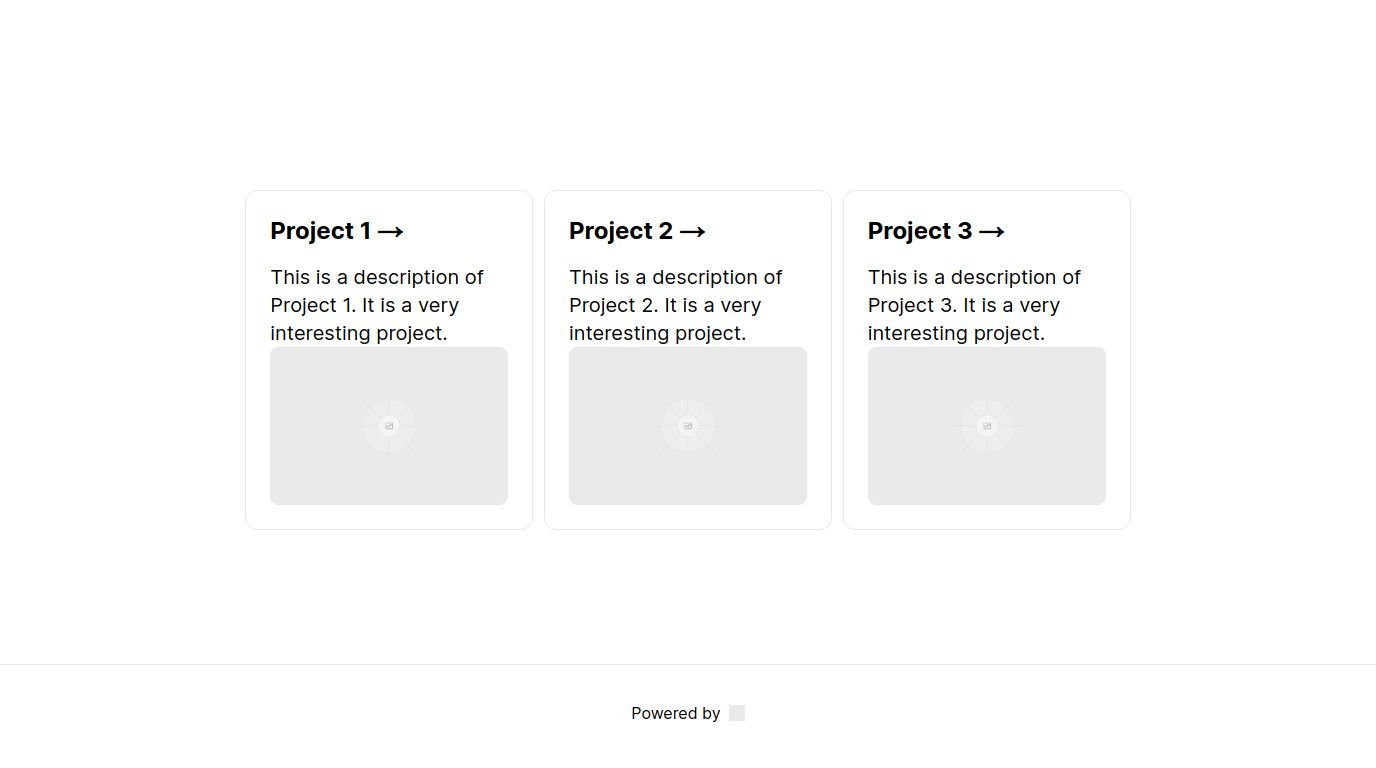 Project 1 →
This is a description of
Project 1. It is a very
interesting project.
Project 2 →
This is a description of
Project 2. It is a very
interesting project.
Project 3 →
This is a description of
Project 3. It is a very
interesting project.
Powered by